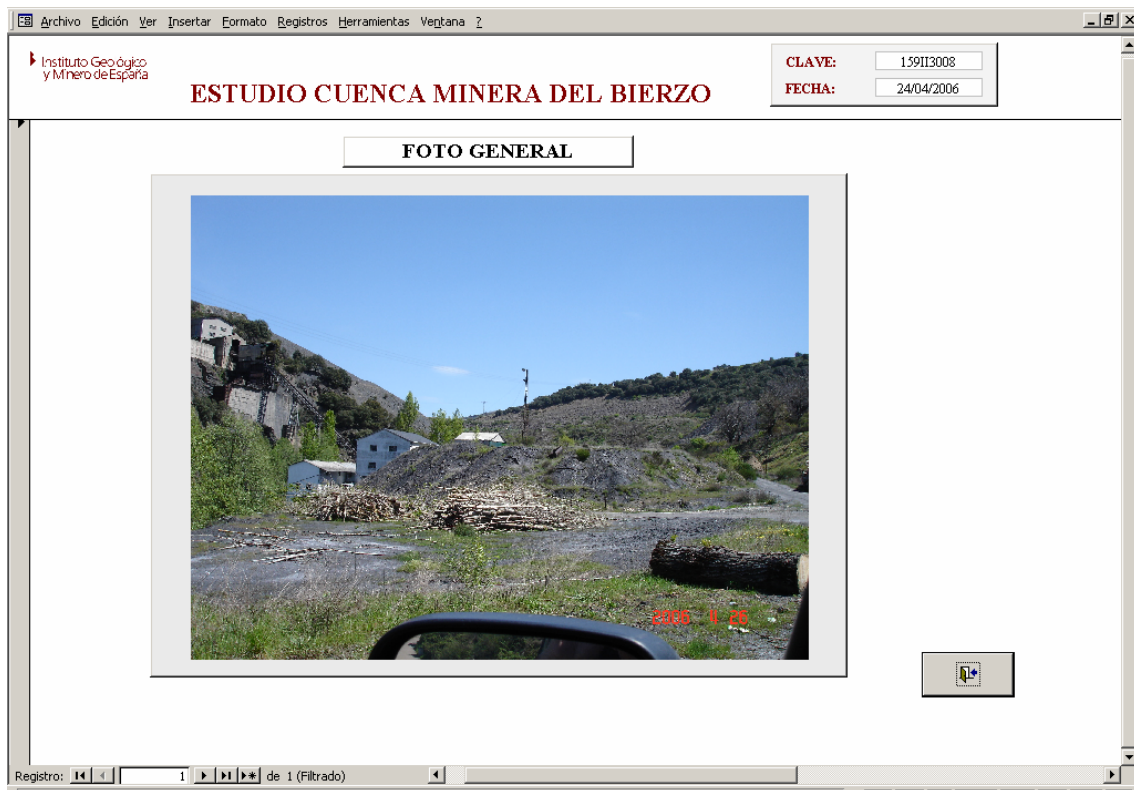 Archivo Edición Ver Insertar Formato Registros Herramientas Ventana ?
Instituto Geológico
y Minero de España
ESTUDIO CUENCA MINERA DEL BIERZO
CLAVE: 159II3008
FECHA: 24/04/2006
FOTO GENERAL
2006 4 26
Registro: 1 de 1 (Filtrado)